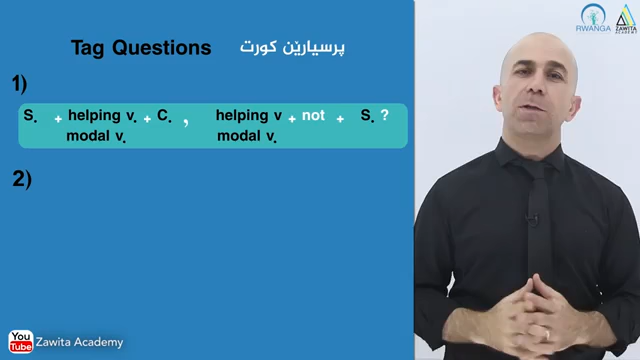 Tag Questions پرسیارێن کورت
RWANGA
ZAWITA
ACADEMY
1)
S. + helping v. + C. , helping v + not + S. ?
modal v. modal v.
2)
You Tube Zawita Academy